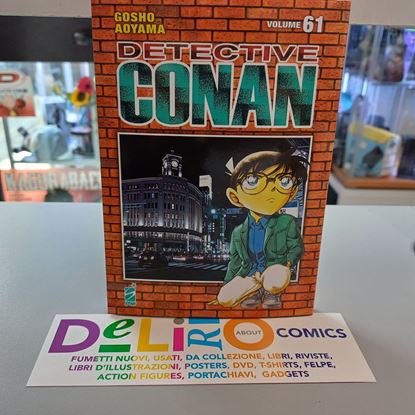 GOSHO
AOYAMA
VOLUME 61
DETECTIVE
CONAN
KAGURABAC
DeLiRiO ABOUT COMICS
FUMETTI NUOVI, USATI, DA COLLEZIONE, LIBRI, RIVISTE,
LIBRI D'ILLUSTRAZIONI, POSTERS, DVD, T-SHIRTS, FELPE,
ACTION FIGURES, PORTACHIAVI, GADGETS